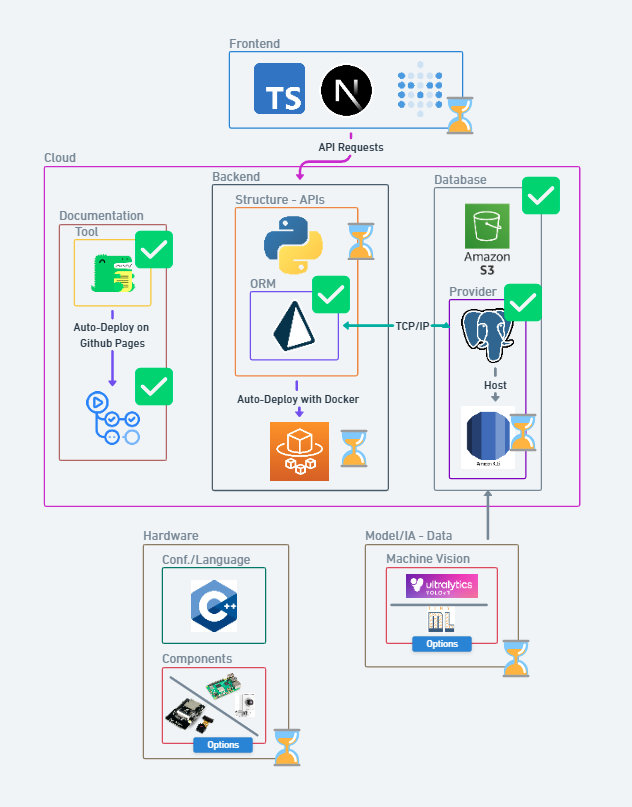 Frontend
TS
N
API Requests
Cloud
Backend
Database
Structure - APIs
Documentation
Tool
Amazon
S3
ORM
Provider
Auto-Deploy on
Github Pages
TCP/IP
Host
Auto-Deploy with Docker
Amazon RDS
Hardware
Model/IA - Data
Conf./Language
Machine Vision
C++
ultralytics
YOLOv5
ML
Options
Components
Options